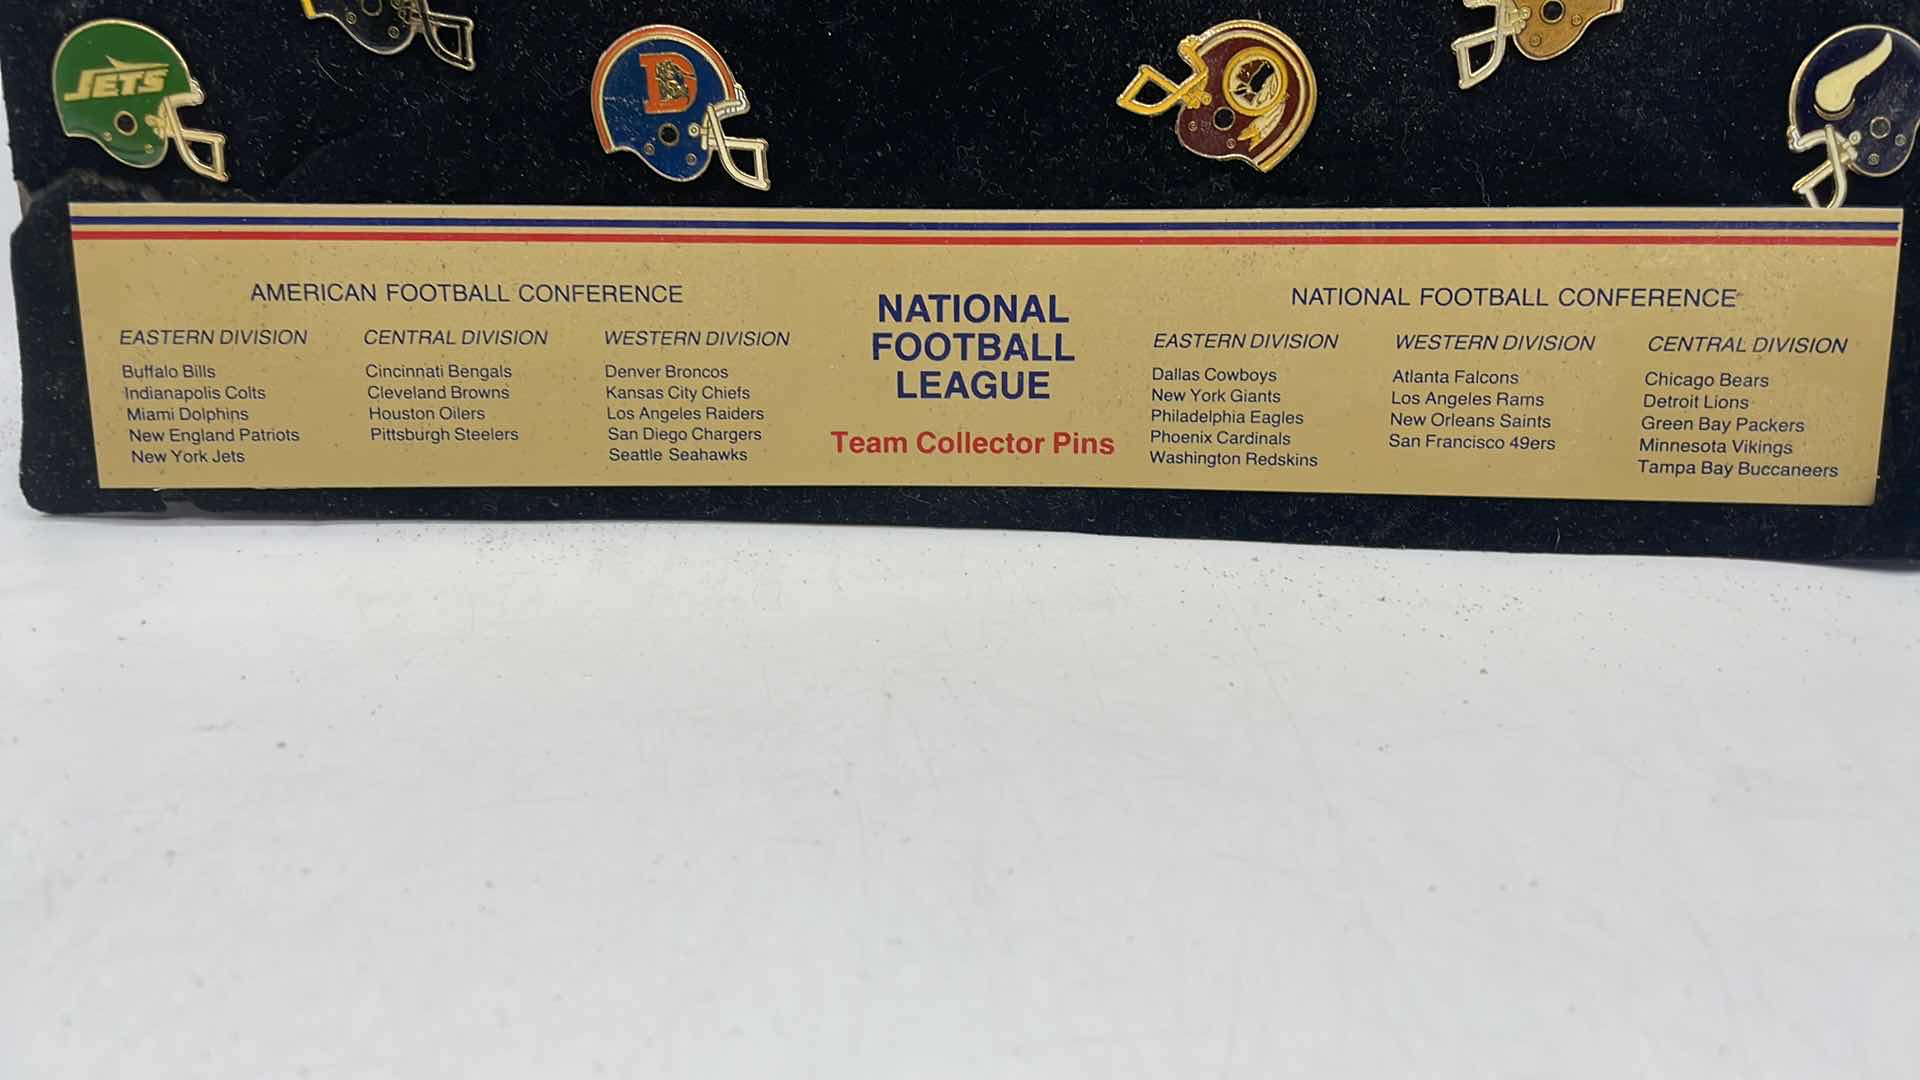 JETS
D
AMERICAN FOOTBALL CONFERENCE
EASTERN DIVISION
Buffalo Bills
Indianapolis Colts
Miami Dolphins
New England Patriots
New York Jets
CENTRAL DIVISION
Cincinnati Bengals
Cleveland Browns
Houston Oilers
Pittsburgh Steelers
WESTERN DIVISION
Denver Broncos
Kansas City Chiefs
Los Angeles Raiders
San Diego Chargers
Seattle Seahawks
NATIONAL
FOOTBALL
LEAGUE
Team Collector Pins
NATIONAL FOOTBALL CONFERENCE
EASTERN DIVISION
Dallas Cowboys
New York Giants
Philadelphia Eagles
Phoenix Cardinals
Washington Redskins
WESTERN DIVISION
Atlanta Falcons
Los Angeles Rams
New Orleans Saints
San Francisco 49ers
CENTRAL DIVISION
Chicago Bears
Detroit Lions
Green Bay Packers
Minnesota Vikings
Tampa Bay Buccaneers